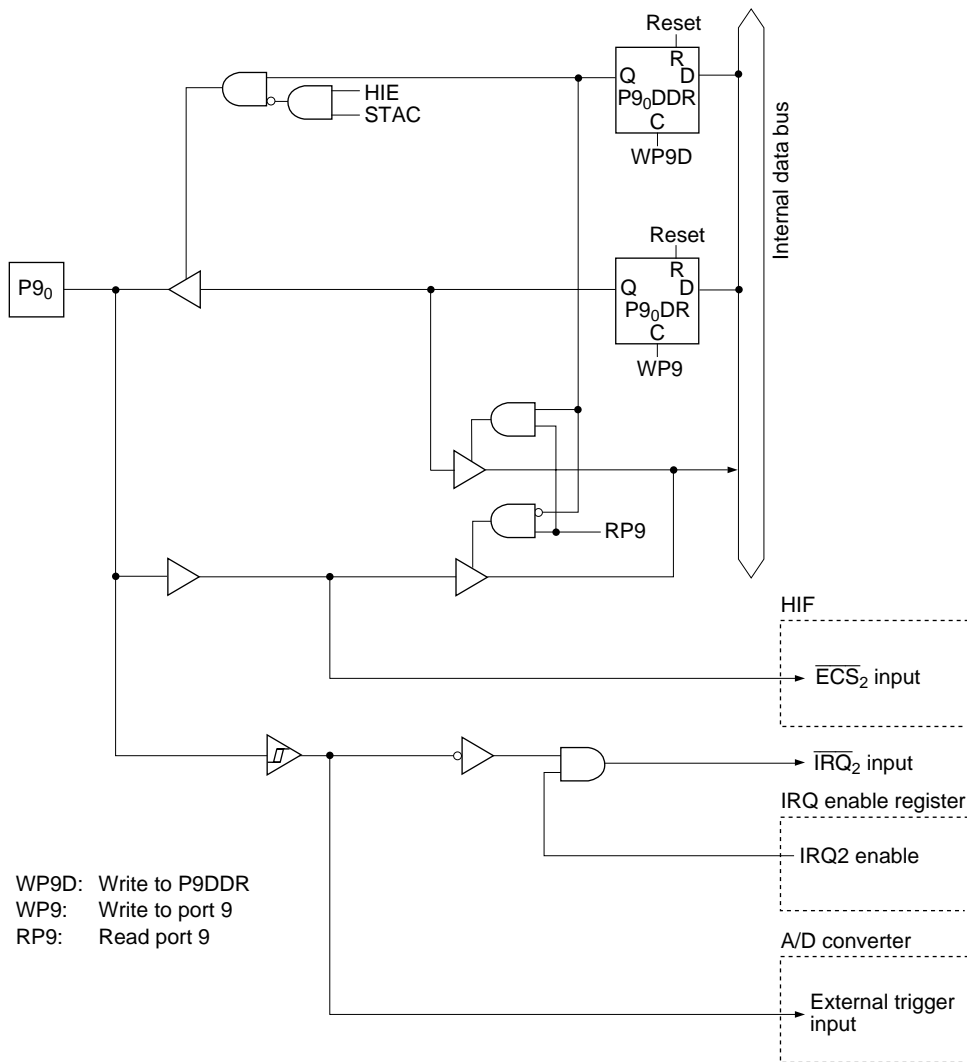 Reset
R
Q D
P9₀DDR
C
WP9D
HIE
STAC
Internal data bus
Reset
R
Q D
P9₀DR
C
WP9
P9₀
RP9
HIF
E̅C̅S̅₂ input
I̅R̅Q̅₂ input
IRQ enable register
IRQ2 enable
WP9D: Write to P9DDR
WP9: Write to port 9
RP9: Read port 9
A/D converter
External trigger
input